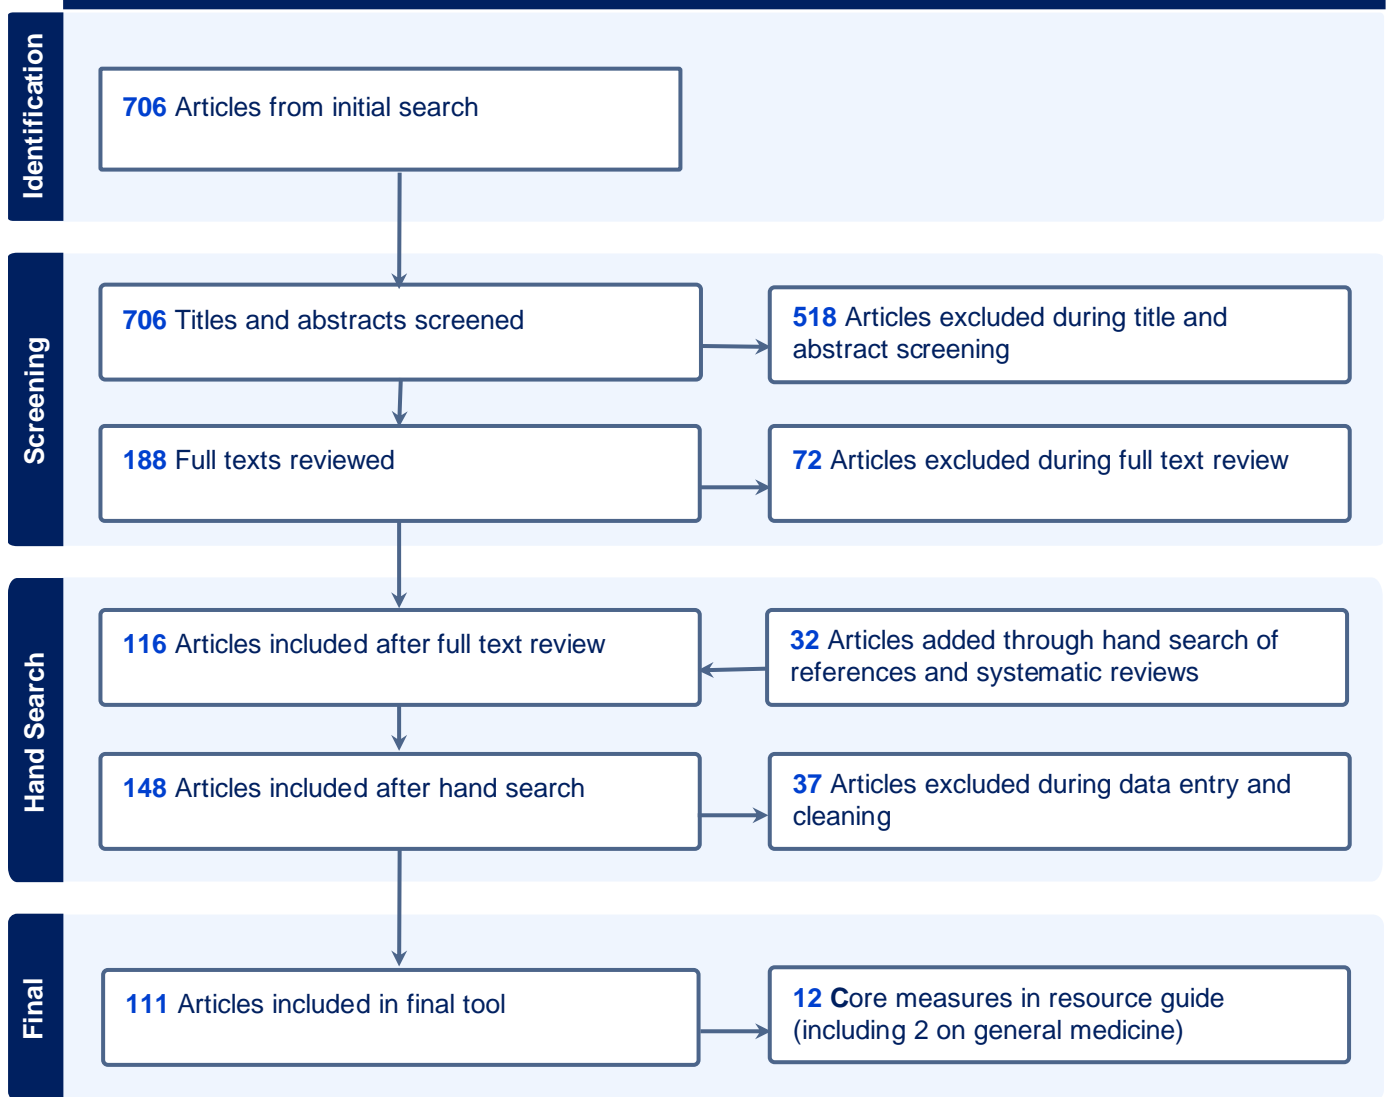 Identification
706 Articles from initial search
Screening
706 Titles and abstracts screened
518 Articles excluded during title and
abstract screening
188 Full texts reviewed
72 Articles excluded during full text review
Hand Search
116 Articles included after full text review
32 Articles added through hand search of
references and systematic reviews
148 Articles included after hand search
37 Articles excluded during data entry and
cleaning
Final
111 Articles included in final tool
12 Core measures in resource guide
(including 2 on general medicine)